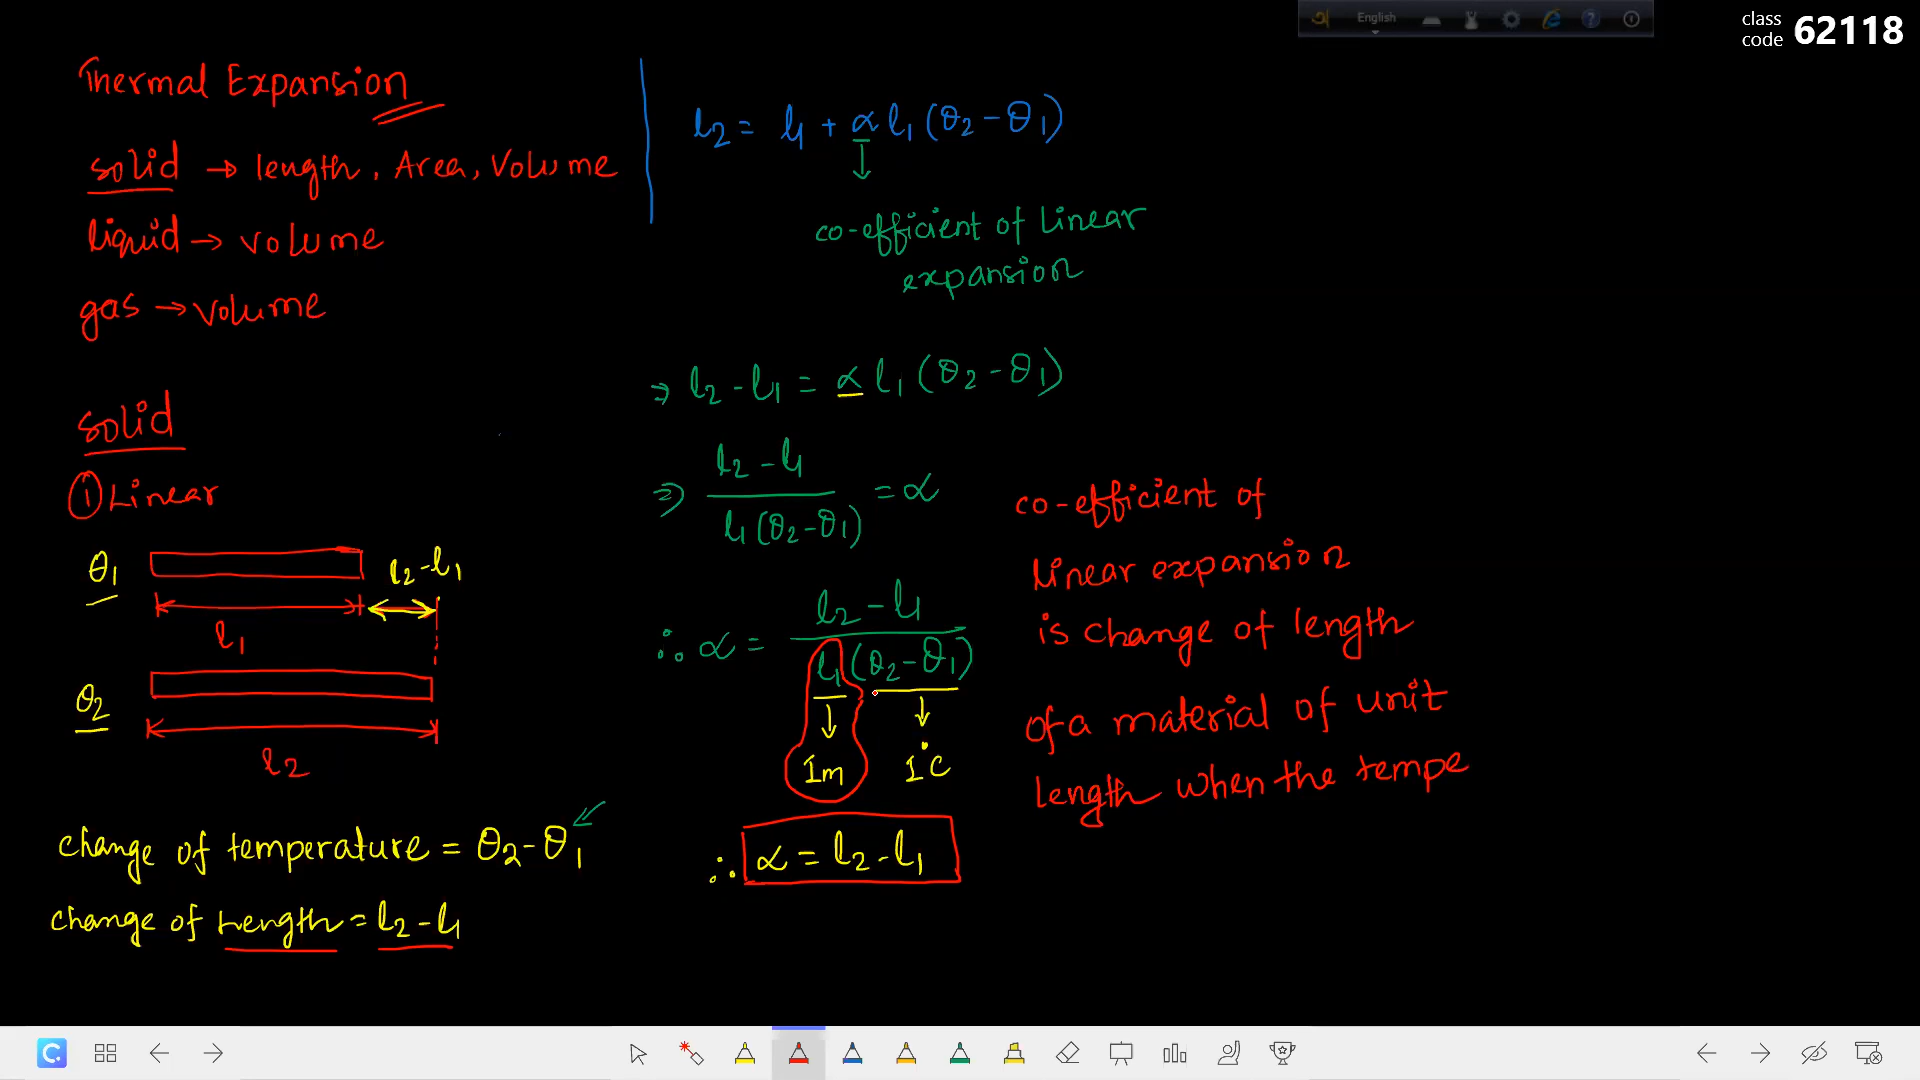 English
class
code 62118
Thermal Expansion
solid → length, Area, Volume
liquid → volume
gas → volume
solid
① Linear
θ1
l2-l1
l1
θ2
l2
change of temperature = θ2-θ1
change of Length = l2-l1
l2 = l1 + α l1 (θ2-θ1)
↓
co-efficient of linear
expansion
⇒ l2-l1 = α l1 (θ2-θ1)
⇒ l2-l1 / l1(θ2-θ1) = α
∴ α = l2-l1 / l1(θ2-θ1)
↓ ↓
1m 1°C
∴ α = l2-l1
co-efficient of
linear expansion
is change of length
of a material of unit
length when the tempe